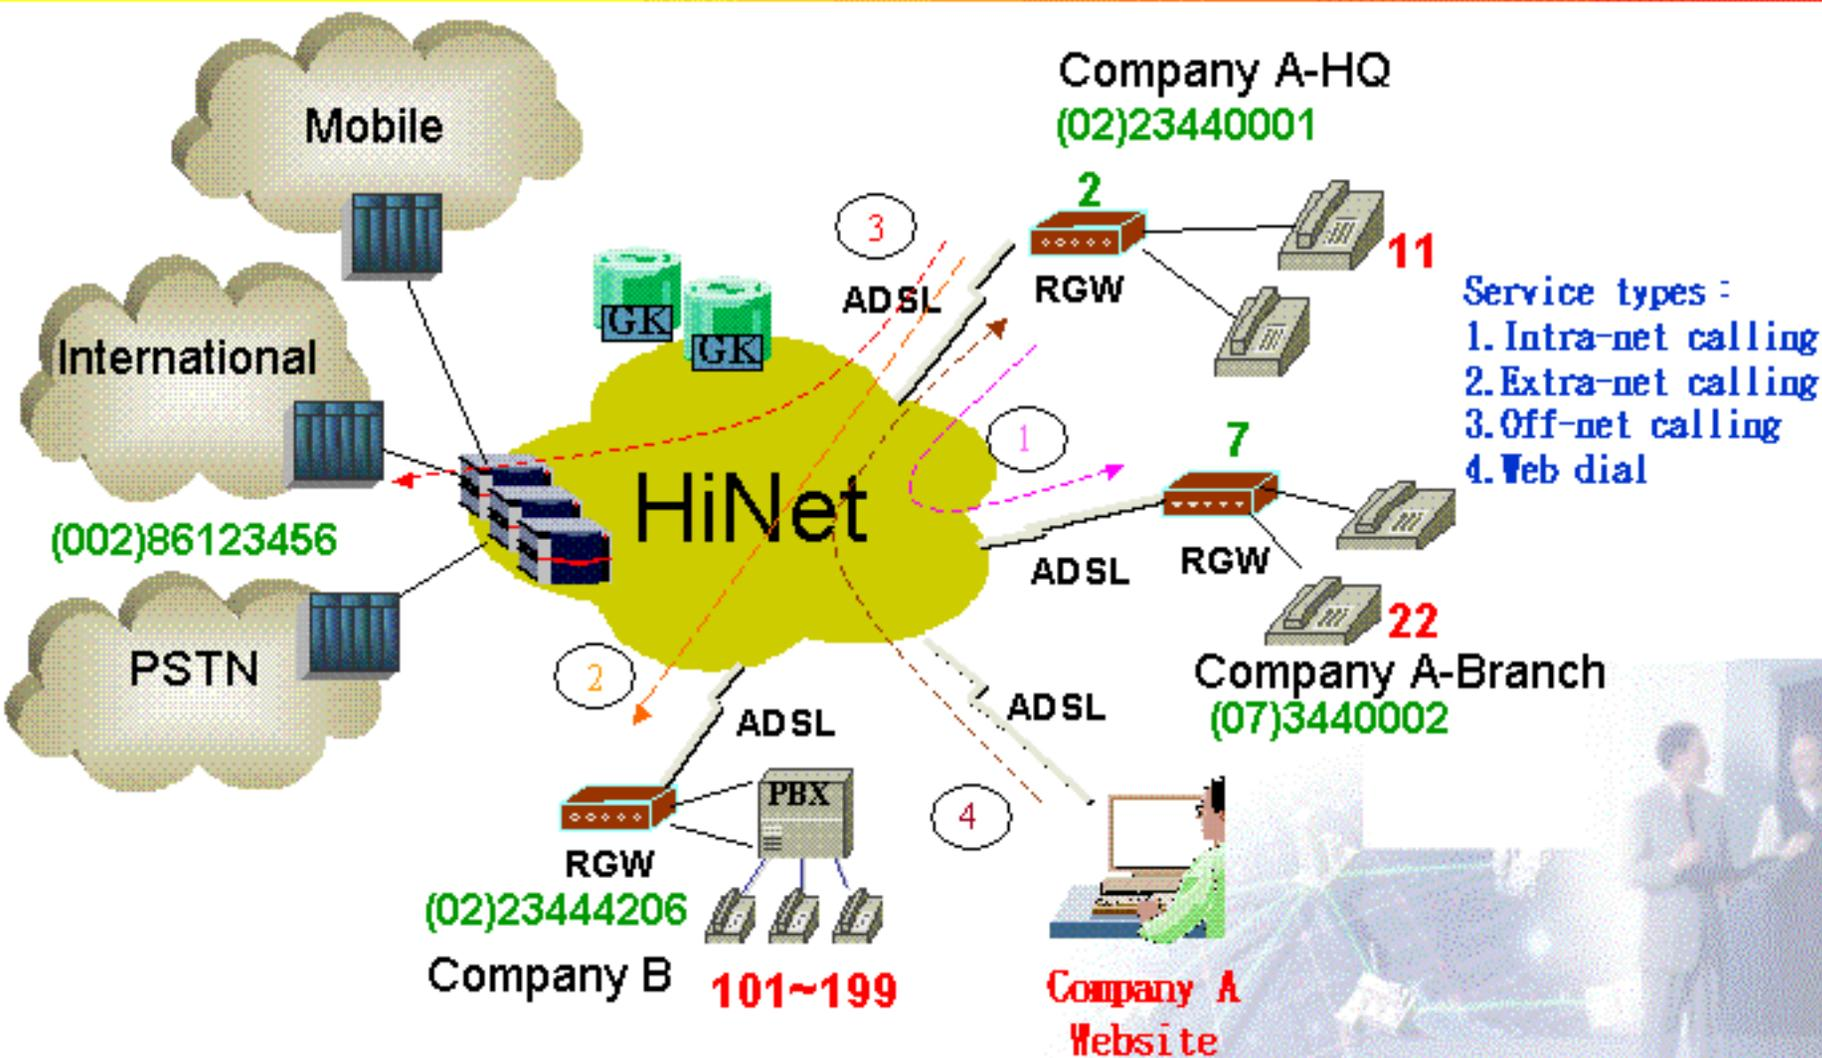 Mobile
International
(002)86123456
PSTN
GK
GK
HiNet
3
ADSL
Company A-HQ
(02)23440001
2
RGW
11
Service types :
1.Intra-net calling
2.Extra-net calling
3.Off-net calling
4.Web dial
1
7
RGW
ADSL
22
Company A-Branch
(07)3440002
2
ADSL
PBX
RGW
(02)23444206
Company B
101~199
ADSL
4
Company A
Website